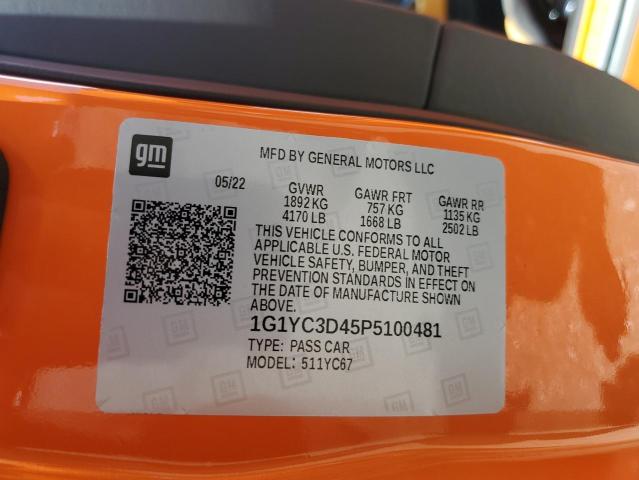 gm
MFD BY GENERAL MOTORS LLC
05/22 GVWR GAWR FRT GAWR RR
1892 KG 757 KG 1135 KG
4170 LB 1668 LB 2502 LB
THIS VEHICLE CONFORMS TO ALL
APPLICABLE U.S. FEDERAL MOTOR
VEHICLE SAFETY, BUMPER, AND THEFT
PREVENTION STANDARDS IN EFFECT ON
THE DATE OF MANUFACTURE SHOWN
ABOVE.
1G1YC3D45P5100481
TYPE: PASS CAR
MODEL: 511YC67